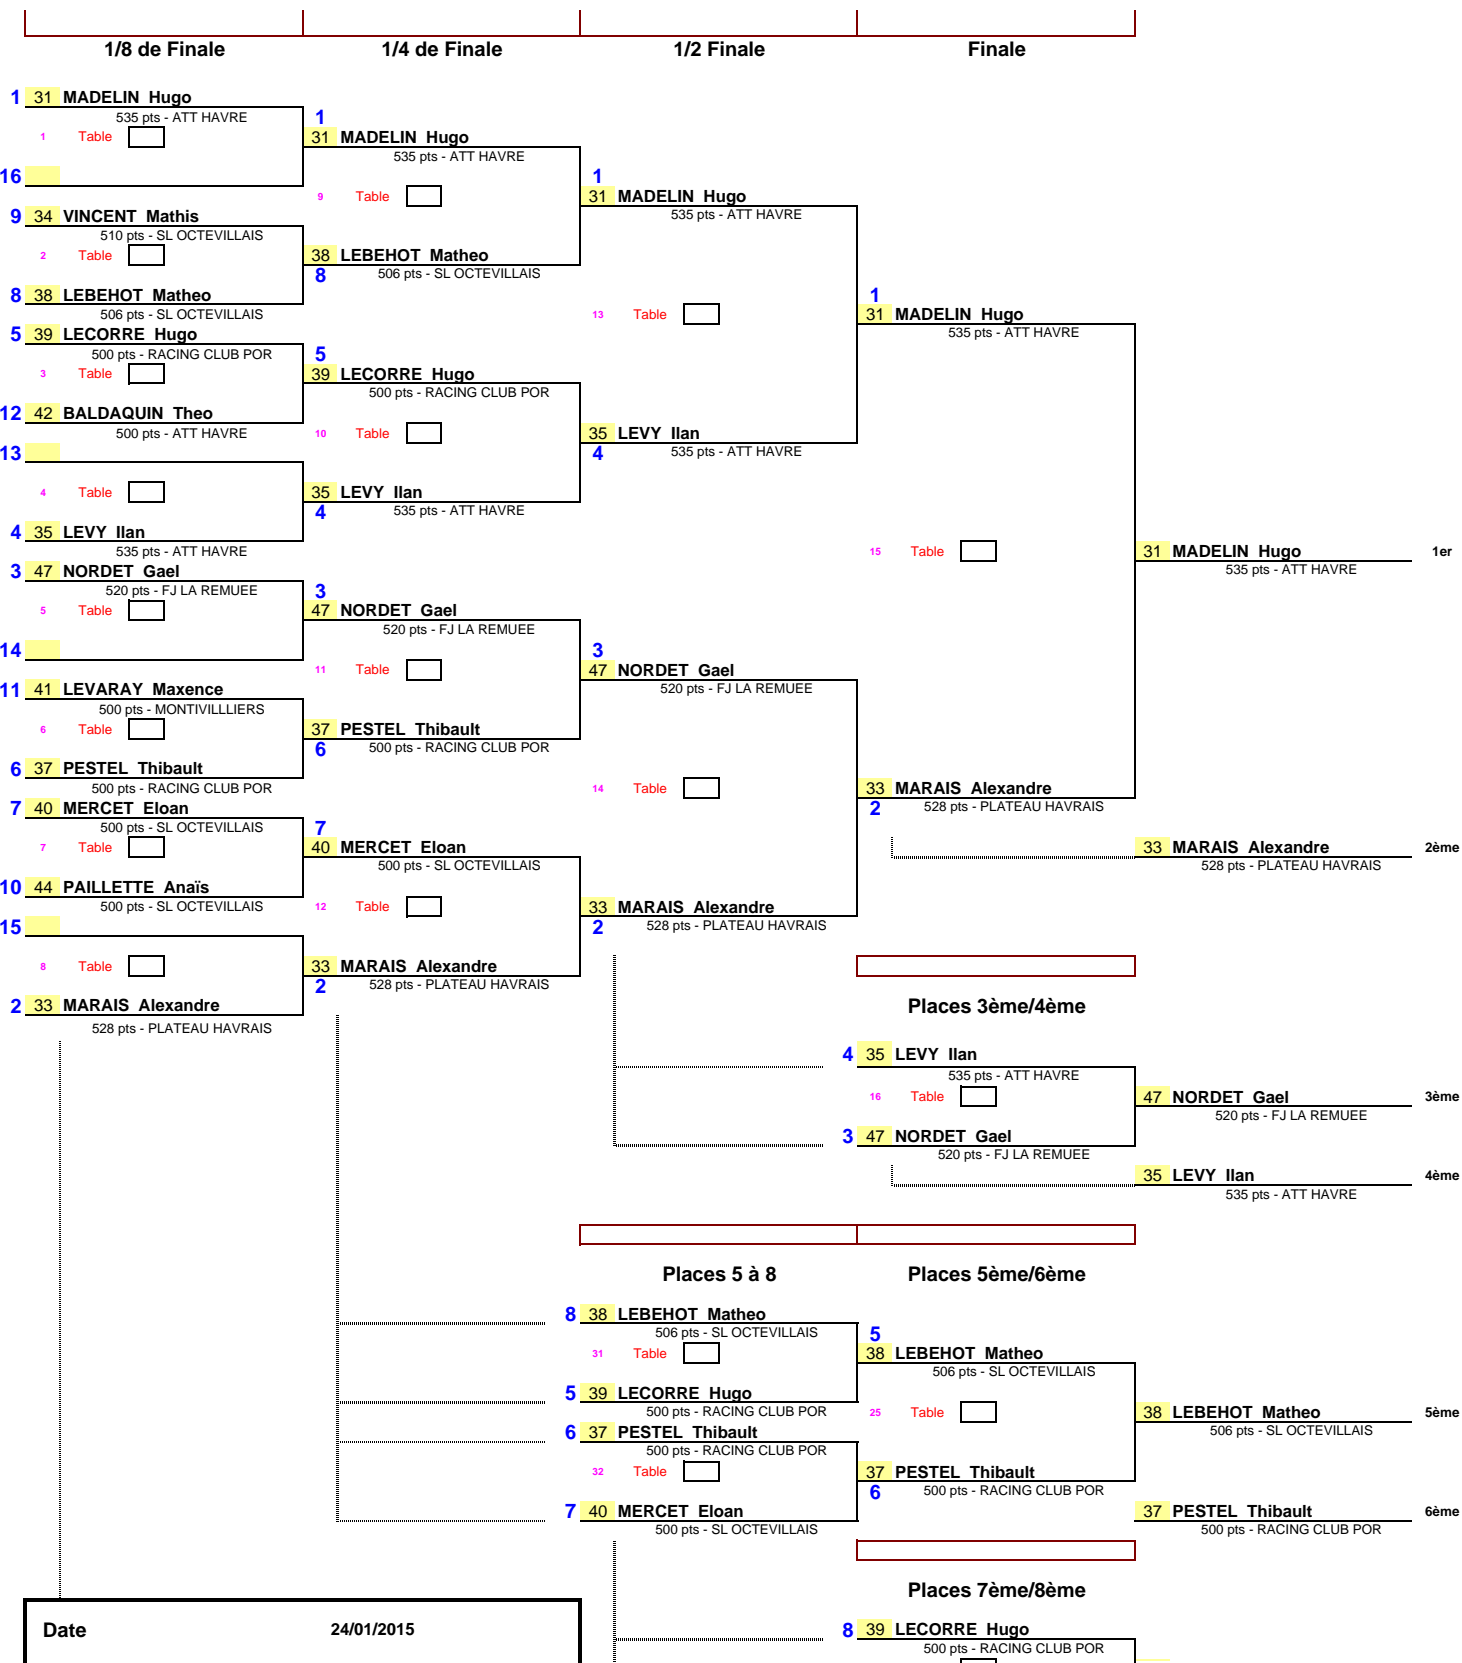 1/8 de Finale
1/4 de Finale
1/2 Finale
Finale
1 31 MADELIN Hugo
535 pts - ATT HAVRE
1 Table
16
9 34 VINCENT Mathis
510 pts - SL OCTEVILLAIS
2 Table
8 38 LEBEHOT Matheo
506 pts - SL OCTEVILLAIS
5 39 LECORRE Hugo
500 pts - RACING CLUB POR
3 Table
12 42 BALDAQUIN Theo
500 pts - ATT HAVRE
13
4 Table
4 35 LEVY Ilan
535 pts - ATT HAVRE
3 47 NORDET Gael
520 pts - FJ LA REMUEE
5 Table
14
11 41 LEVARAY Maxence
500 pts - MONTIVILLLIERS
6 Table
6 37 PESTEL Thibault
500 pts - RACING CLUB POR
7 40 MERCET Eloan
500 pts - SL OCTEVILLAIS
7 Table
10 44 PAILLETTE Anaïs
500 pts - SL OCTEVILLAIS
15
8 Table
2 33 MARAIS Alexandre
528 pts - PLATEAU HAVRAIS
1
31 MADELIN Hugo
535 pts - ATT HAVRE
9 Table
38 LEBEHOT Matheo
8 506 pts - SL OCTEVILLAIS
5
39 LECORRE Hugo
500 pts - RACING CLUB POR
10 Table
35 LEVY Ilan
4 535 pts - ATT HAVRE
3
47 NORDET Gael
520 pts - FJ LA REMUEE
11 Table
37 PESTEL Thibault
6 500 pts - RACING CLUB POR
7
40 MERCET Eloan
500 pts - SL OCTEVILLAIS
12 Table
33 MARAIS Alexandre
2 528 pts - PLATEAU HAVRAIS
1
31 MADELIN Hugo
535 pts - ATT HAVRE
13 Table
35 LEVY Ilan
4 535 pts - ATT HAVRE
3
47 NORDET Gael
520 pts - FJ LA REMUEE
14 Table
33 MARAIS Alexandre
2 528 pts - PLATEAU HAVRAIS
1
31 MADELIN Hugo
535 pts - ATT HAVRE
15 Table
33 MARAIS Alexandre
2 528 pts - PLATEAU HAVRAIS
31 MADELIN Hugo 1er
535 pts - ATT HAVRE
33 MARAIS Alexandre 2ème
528 pts - PLATEAU HAVRAIS
Places 3ème/4ème
4 35 LEVY Ilan
535 pts - ATT HAVRE
16 Table
3 47 NORDET Gael
520 pts - FJ LA REMUEE
47 NORDET Gael 3ème
520 pts - FJ LA REMUEE
35 LEVY Ilan 4ème
535 pts - ATT HAVRE
Places 5 à 8
Places 5ème/6ème
8 38 LEBEHOT Matheo
506 pts - SL OCTEVILLAIS
31 Table
5 39 LECORRE Hugo
500 pts - RACING CLUB POR
6 37 PESTEL Thibault
500 pts - RACING CLUB POR
32 Table
7 40 MERCET Eloan
500 pts - SL OCTEVILLAIS
5
38 LEBEHOT Matheo
506 pts - SL OCTEVILLAIS
25 Table
37 PESTEL Thibault
6 500 pts - RACING CLUB POR
38 LEBEHOT Matheo 5ème
506 pts - SL OCTEVILLAIS
37 PESTEL Thibault 6ème
500 pts - RACING CLUB POR
Places 7ème/8ème
8 39 LECORRE Hugo
500 pts - RACING CLUB POR
Date 24/01/2015